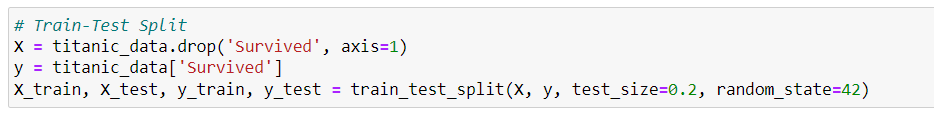 # Train-Test Split
X = titanic_data.drop('Survived', axis=1)
y = titanic_data['Survived']
X_train, X_test, y_train, y_test = train_test_split(X, y, test_size=0.2, random_state=42)